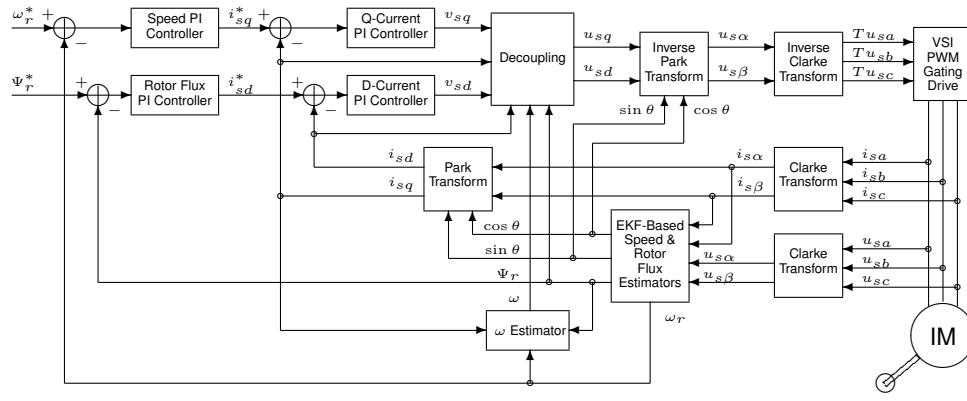 ω*r
+
−
Speed PI
Controller
i*sq
+
−
Q-Current
PI Controller
vsq
Decoupling
usq
usd
Inverse
Park
Transform
usα
usβ
Inverse
Clarke
Transform
Tusa
Tusb
Tusc
VSI
PWM
Gating
Drive
Ψ*r
+
−
Rotor Flux
PI Controller
i*sd
+
−
D-Current
PI Controller
vsd
sin θ
cos θ
isd
isq
Park
Transform
isα
isβ
Clarke
Transform
isa
isb
isc
cos θ
sin θ
EKF-Based
Speed &
Rotor
Flux
Estimators
usα
usβ
Clarke
Transform
usa
usb
usc
Ψr
ω
ωr
ω Estimator
IM